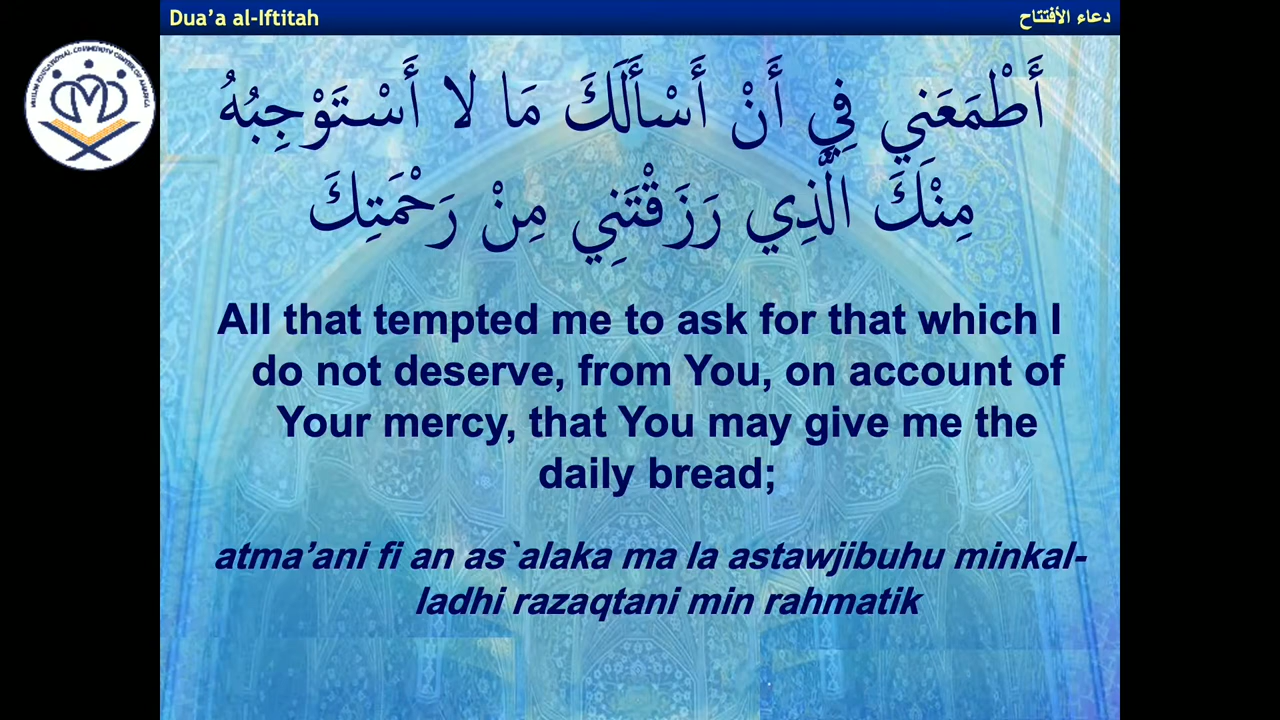 Dua’a al-Iftitah
دعاء الأفتتاح
أَطْمَعَنِي فِي أَنْ أَسْأَلَكَ مَا لا أَسْتَوْجِبُهُ
مِنْكَ الَّذِي رَزَقْتَنِي مِنْ رَحْمَتِكَ
All that tempted me to ask for that which I
do not deserve, from You, on account of
Your mercy, that You may give me the
daily bread;
atma’ani fi an as`alaka ma la astawjibuhu minkal-
ladhi razaqtani min rahmatik